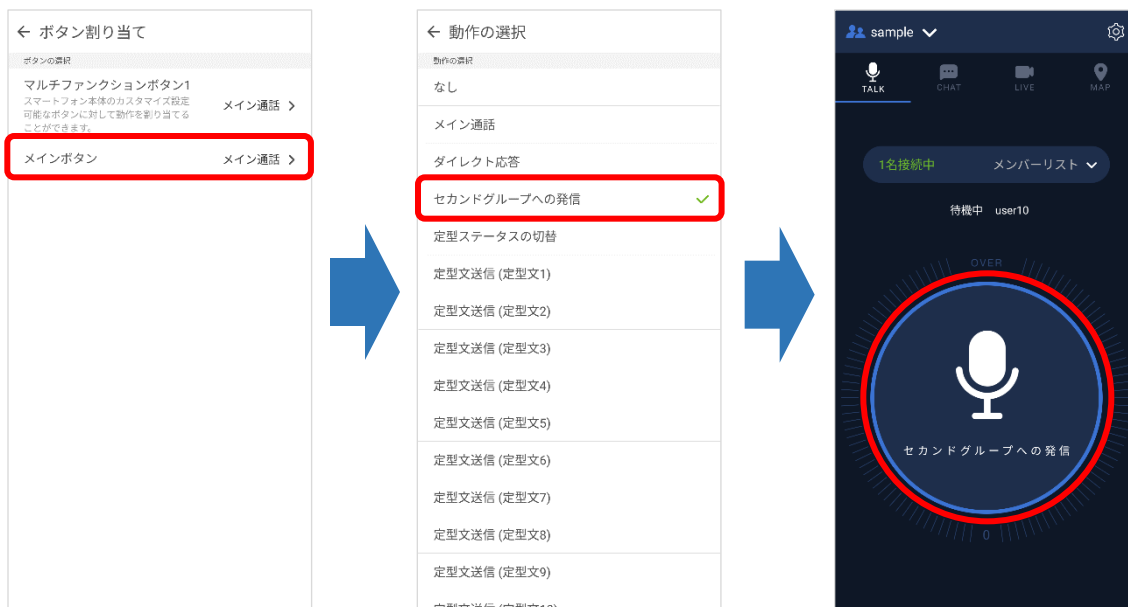 ボタン割り当て
ボタンの選択
マルチファンクションボタン1
スマートフォン本体のカスタマイズ設定
可能なボタンに対して動作を割り当てる
ことができます。
メイン通話
メインボタン
メイン通話
動作の選択
動作の選択
なし
メイン通話
ダイレクト応答
セカンドグループへの発信
定型ステータスの切替
定型文送信 (定型文1)
定型文送信 (定型文2)
定型文送信 (定型文3)
定型文送信 (定型文4)
定型文送信 (定型文5)
定型文送信 (定型文6)
定型文送信 (定型文7)
定型文送信 (定型文8)
定型文送信 (定型文9)
定型文送信 (定型文10)
sample
TALK
CHAT
LIVE
MAP
1名接続中
メンバーリスト
待機中 user10
OVER
セカンドグループへの発信
0